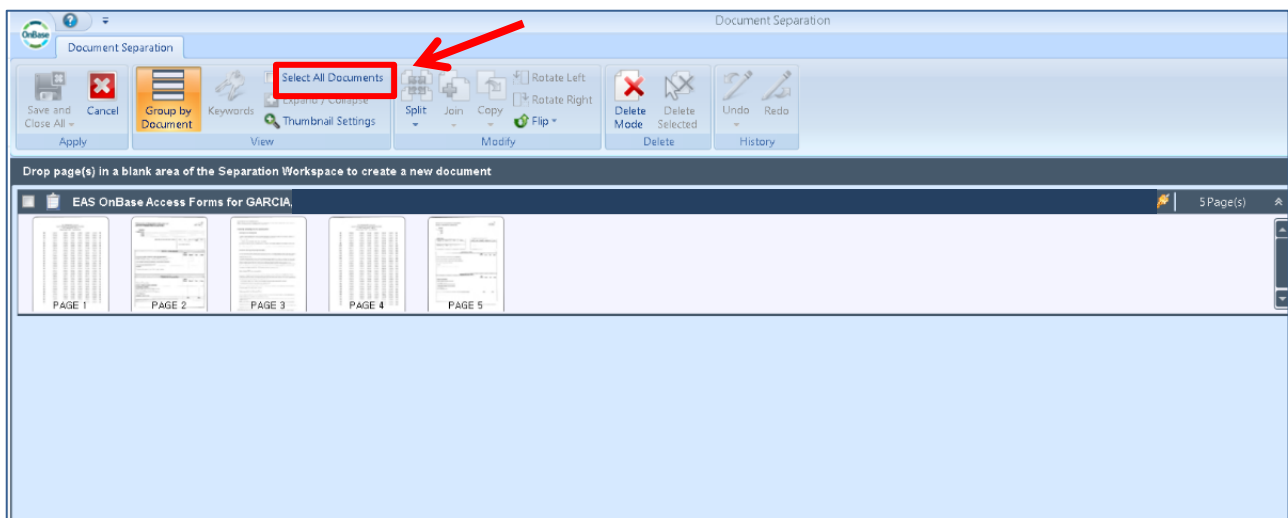 Document Separation
OnBase
Document Separation
Save and Close All
Cancel
Group by Document
Keywords
Select All Documents
Expand / Collapse
Thumbnail Settings
Split
Join
Copy
Rotate Left
Rotate Right
Flip
Delete Mode
Delete Selected
Undo
Redo
Apply
View
Modify
Delete
History
Drop page(s) in a blank area of the Separation Workspace to create a new document
EAS OnBase Access Forms for GARCIA,
5 Page(s)
PAGE 1
PAGE 2
PAGE 3
PAGE 4
PAGE 5